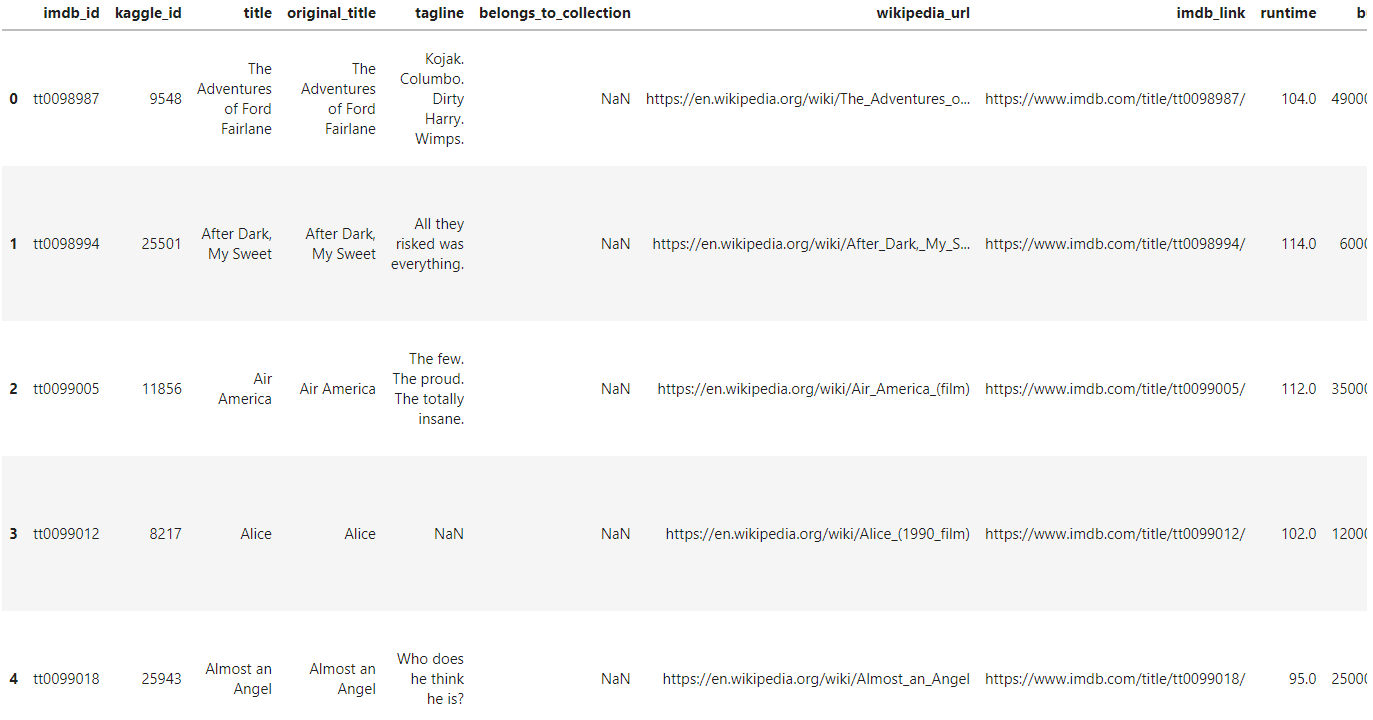 imdb_id kaggle_id title original_title tagline belongs_to_collection wikipedia_url imdb_link runtime
0 tt0098987 9548 The Adventures of Ford Fairlane The Adventures of Ford Fairlane Kojak. Columbo. Dirty Harry. Wimps. NaN https://en.wikipedia.org/wiki/The_Adventures_o... https://www.imdb.com/title/tt0098987/ 104.0 4900
1 tt0098994 25501 After Dark, My Sweet After Dark, My Sweet All they risked was everything. NaN https://en.wikipedia.org/wiki/After_Dark,_My_S... https://www.imdb.com/title/tt0098994/ 114.0 600
2 tt0099005 11856 Air America Air America The few. The proud. The totally insane. NaN https://en.wikipedia.org/wiki/Air_America_(film) https://www.imdb.com/title/tt0099005/ 112.0 3500
3 tt0099012 8217 Alice Alice NaN NaN https://en.wikipedia.org/wiki/Alice_(1990_film) https://www.imdb.com/title/tt0099012/ 102.0 1200
4 tt0099018 25943 Almost an Angel Almost an Angel Who does he think he is? NaN https://en.wikipedia.org/wiki/Almost_an_Angel https://www.imdb.com/title/tt0099018/ 95.0 2500